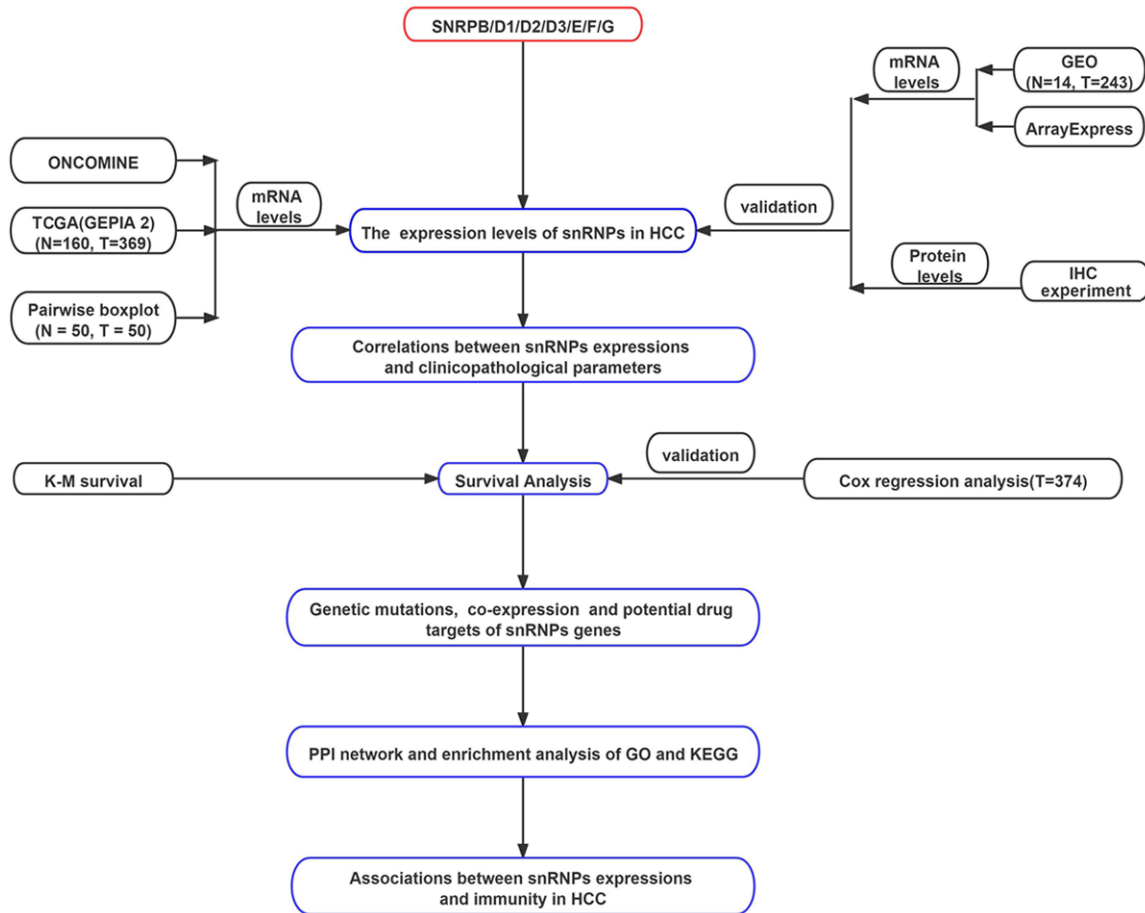 SNRPB/D1/D2/D3/E/F/G
mRNA
levels
GEO
(N=14, T=243)
ArrayExpress
ONCOMINE
TCGA(GEPIA 2)
(N=160, T=369)
Pairwise boxplot
(N = 50, T = 50)
mRNA
levels
The expression levels of snRNPs in HCC
validation
Protein
levels
IHC
experiment
Correlations between snRNPs expressions
and clinicopathological parameters
K-M survival
Survival Analysis
validation
Cox regression analysis(T=374)
Genetic mutations, co-expression and potential drug
targets of snRNPs genes
PPI network and enrichment analysis of GO and KEGG
Associations between snRNPs expressions
and immunity in HCC